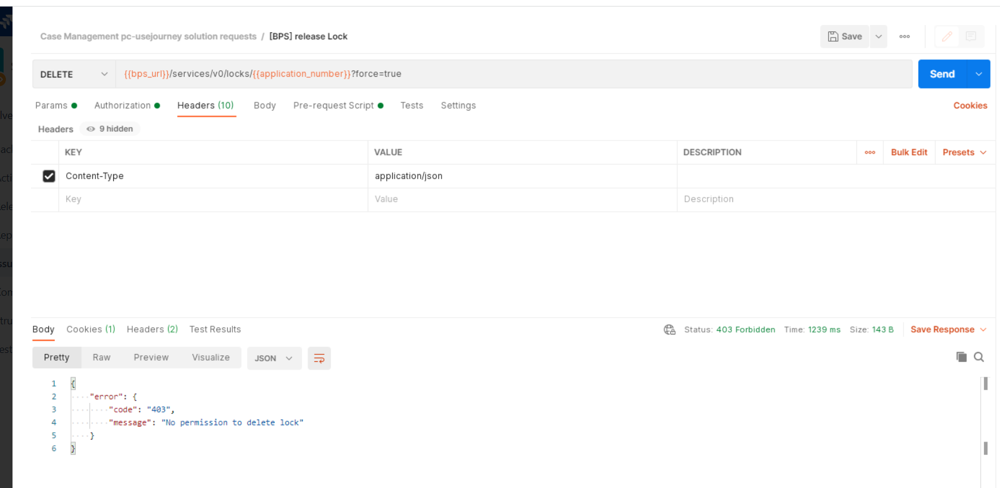 Case Management pc-usejourney solution requests / [BPS] release Lock
Save
DELETE
{{bps_url}}/services/v0/locks/{{application_number}}?force=true
Send
Params Authorization Headers (10) Body Pre-request Script Tests Settings
Cookies
Headers 9 hidden
KEY VALUE DESCRIPTION
Bulk Edit Presets
Content-Type application/json
Key Value Description
Body Cookies (1) Headers (2) Test Results
Status: 403 Forbidden Time: 1239 ms Size: 143 B Save Response
Pretty Raw Preview Visualize JSON
1 {
2 "error": {
3 "code": "403",
4 "message": "No permission to delete lock"
5 }
6 }